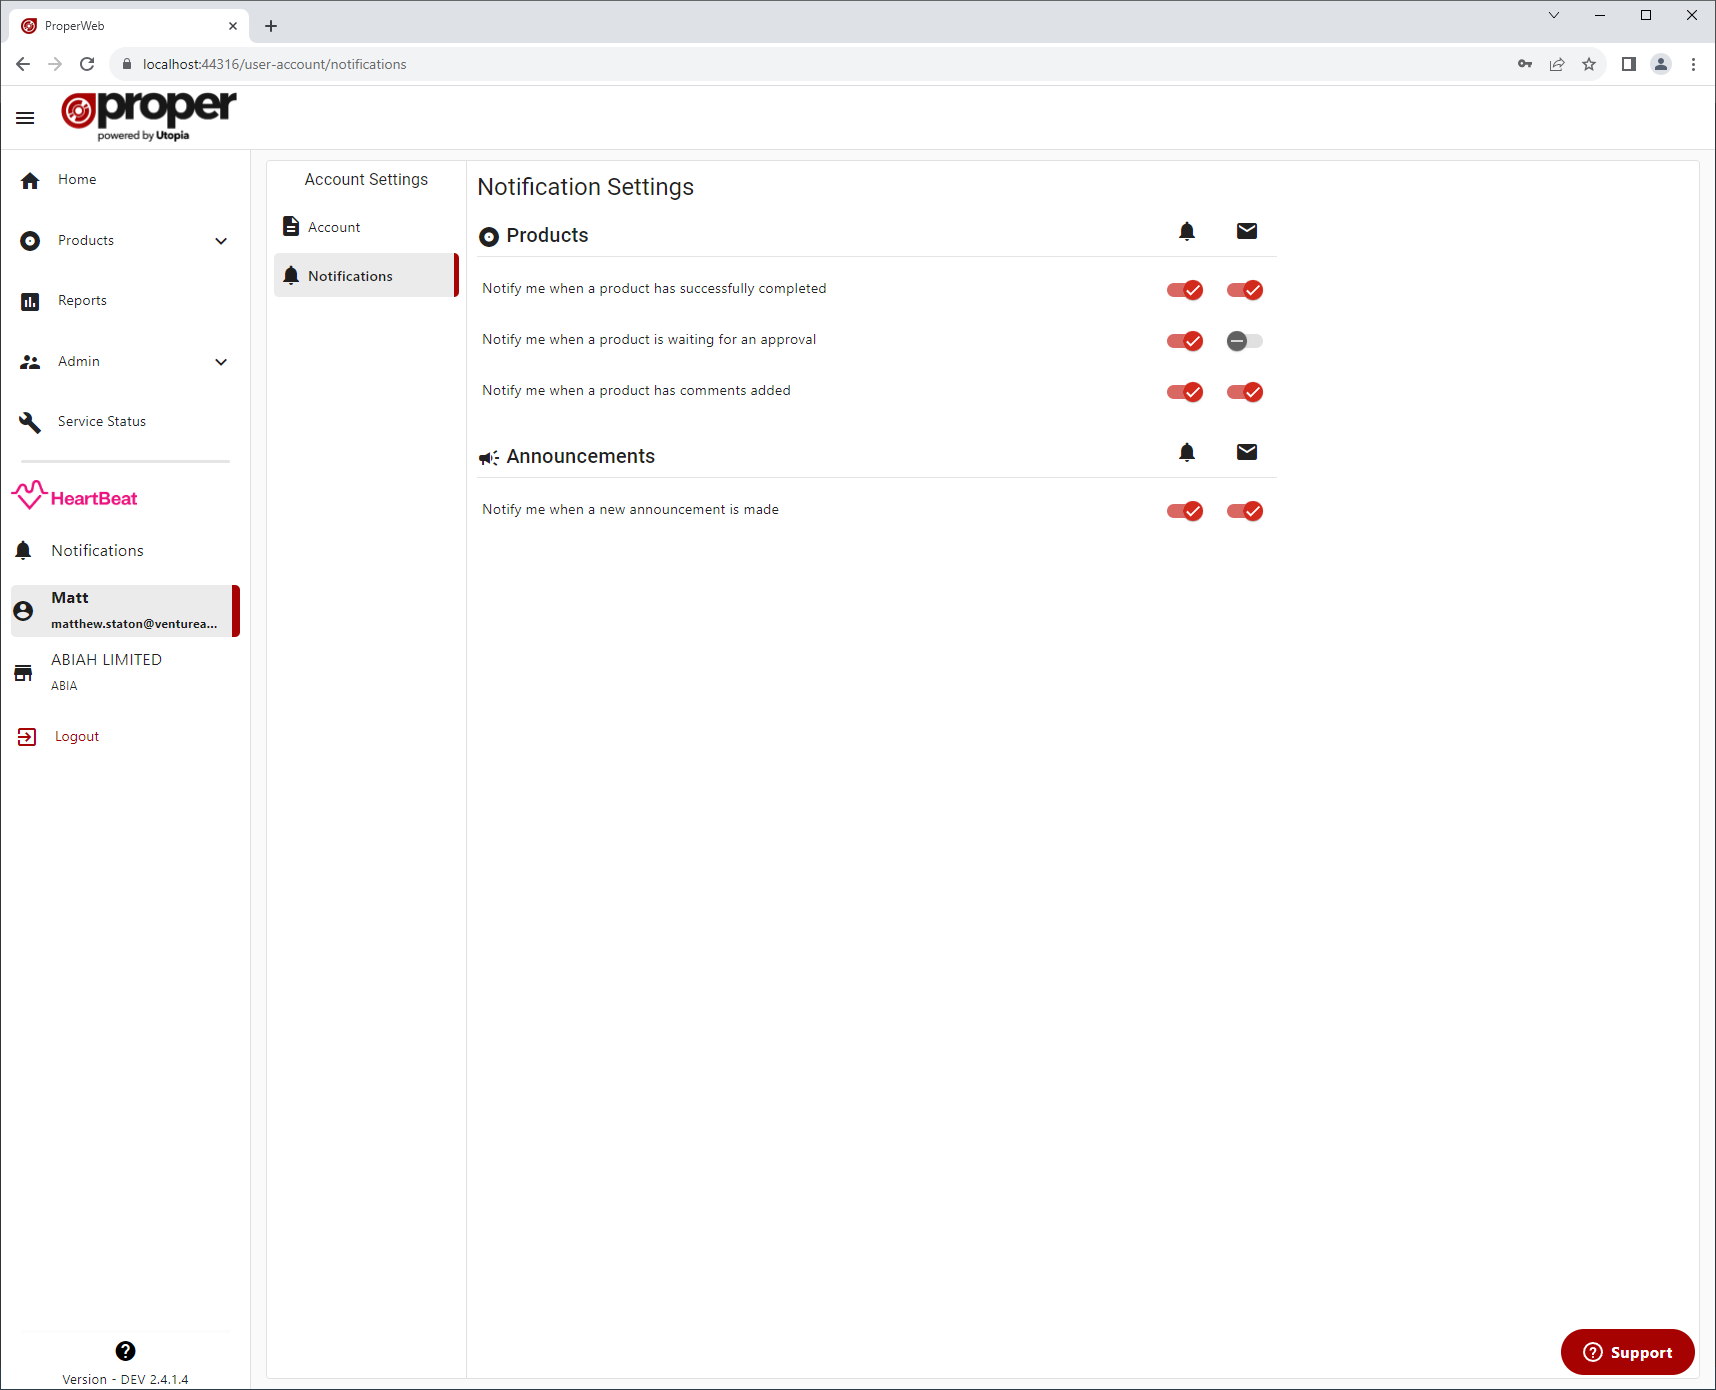 ProperWeb
localhost:44316/user-account/notifications
proper
powered by Utopia
Home
Products
Reports
Admin
Service Status
HeartBeat
Notifications
Matt
matthew.staton@venturea...
ABIAH LIMITED
ABIA
Logout
Version - DEV 2.4.1.4
Account Settings
Account
Notifications
Notification Settings
Products
Notify me when a product has successfully completed
Notify me when a product is waiting for an approval
Notify me when a product has comments added
Announcements
Notify me when a new announcement is made
Support